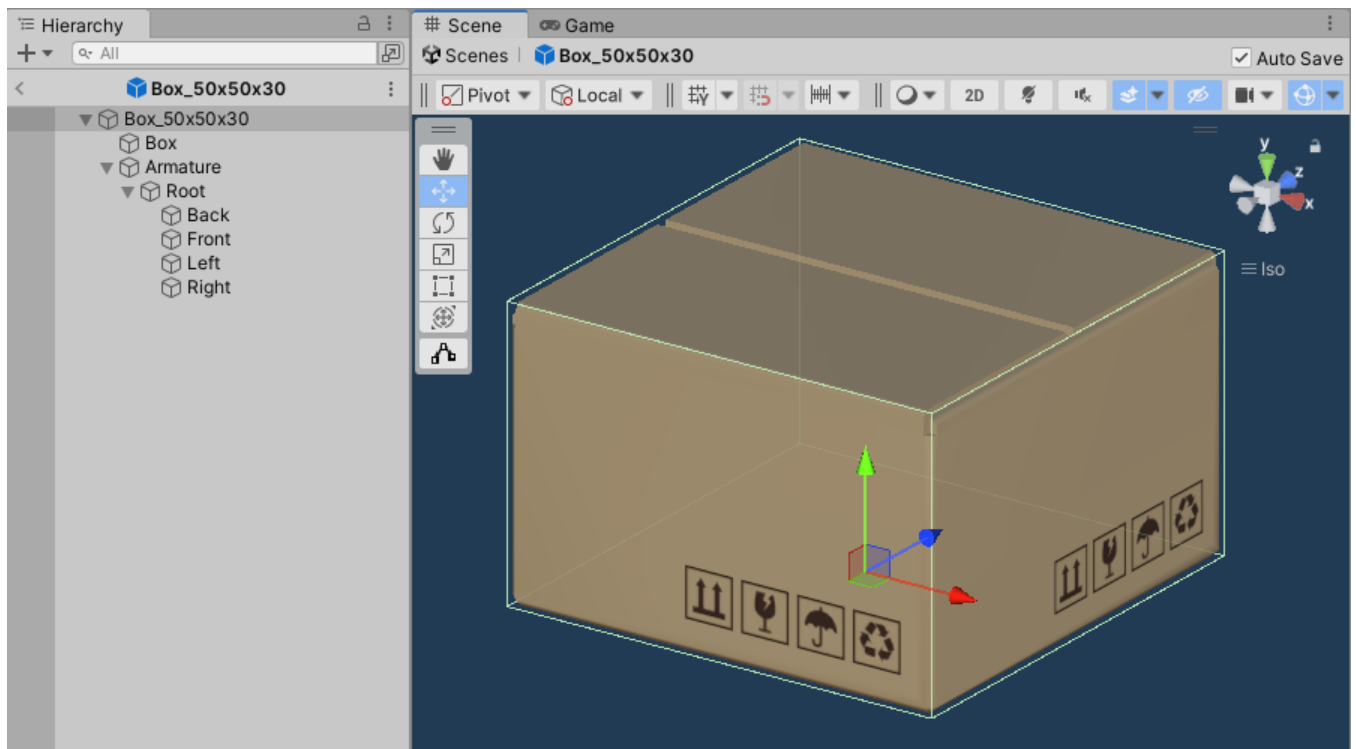 Hierarchy
All
Box_50x50x30
Box_50x50x30
Box
Armature
Root
Back
Front
Left
Right
Scene
Game
Scenes
Box_50x50x30
Auto Save
Pivot
Local
2D
y
z
x
Iso